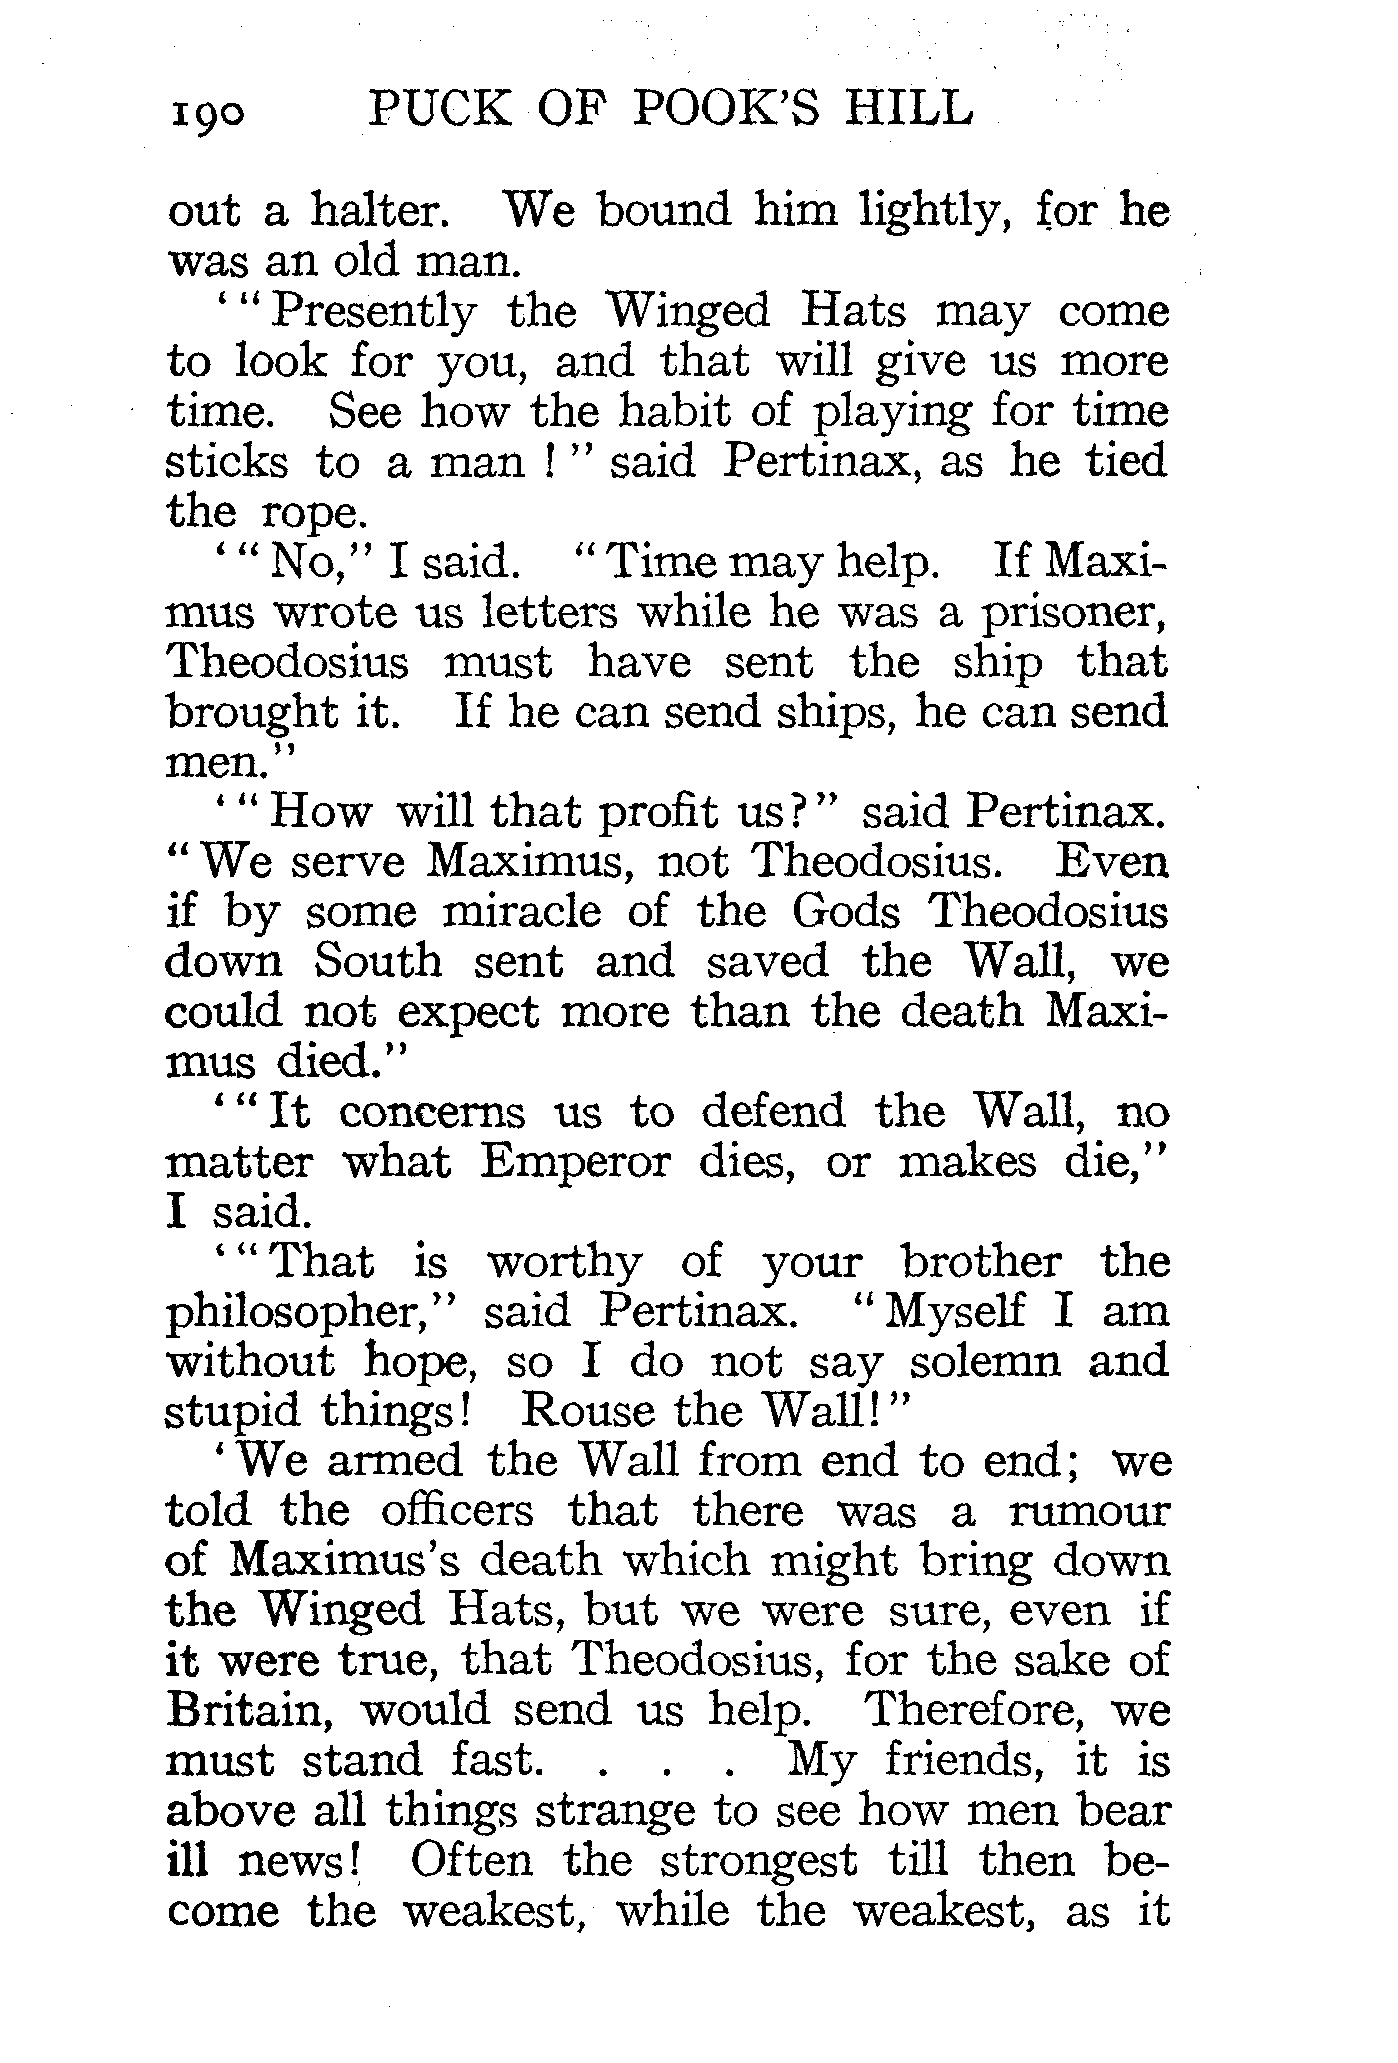 190 PUCK OF POOK'S HILL
out a halter. We bound him lightly, for he
was an old man.
‘“Presently the Winged Hats may come
to look for you, and that will give us more
time. See how the habit of playing for time
sticks to a man!” said Pertinax, as he tied
the rope.
‘“No,” I said. “Time may help. If Maxi-
mus wrote us letters while he was a prisoner,
Theodosius must have sent the ship that
brought it. If he can send ships, he can send
men.”
‘“How will that profit us?” said Pertinax.
“We serve Maximus, not Theodosius. Even
if by some miracle of the Gods Theodosius
down South sent and saved the Wall, we
could not expect more than the death Maxi-
mus died.”
‘“It concerns us to defend the Wall, no
matter what Emperor dies, or makes die,”
I said.
‘“That is worthy of your brother the
philosopher,” said Pertinax. “Myself I am
without hope, so I do not say solemn and
stupid things! Rouse the Wall!”
‘We armed the Wall from end to end; we
told the officers that there was a rumour
of Maximus's death which might bring down
the Winged Hats, but we were sure, even if
it were true, that Theodosius, for the sake of
Britain, would send us help. Therefore, we
must stand fast. . . . My friends, it is
above all things strange to see how men bear
ill news! Often the strongest till then be-
come the weakest, while the weakest, as it